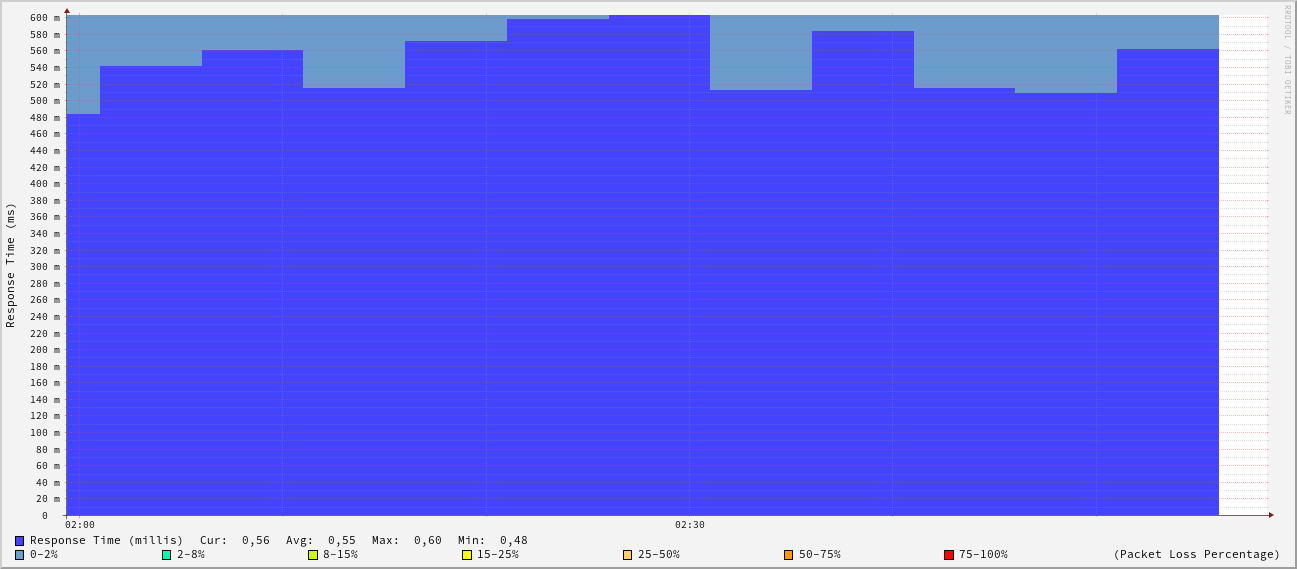 RRDTOOL / TOBI OETIKER
Response Time (ms)
600 m
580 m
560 m
540 m
520 m
500 m
480 m
460 m
440 m
420 m
400 m
380 m
360 m
340 m
320 m
300 m
280 m
260 m
240 m
220 m
200 m
180 m
160 m
140 m
120 m
100 m
80 m
60 m
40 m
20 m
0
02:00 02:30
Response Time (millis) Cur: 0,56 Avg: 0,55 Max: 0,60 Min: 0,48
0-2% 2-8% 8-15% 15-25% 25-50% 50-75% 75-100% (Packet Loss Percentage)